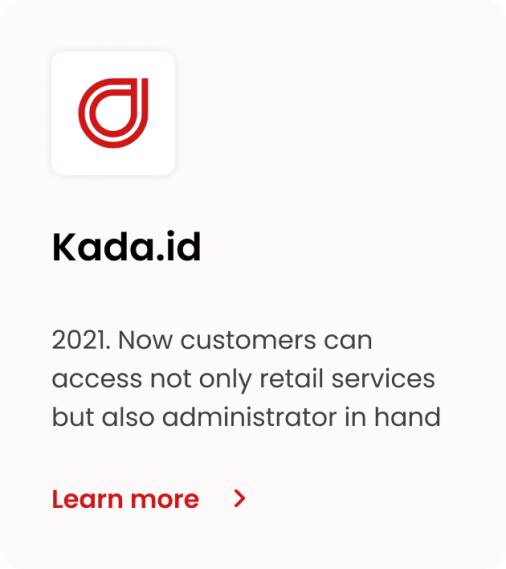 Kada.id
2021. Now customers can
access not only retail services
but also administrator in hand
Learn more